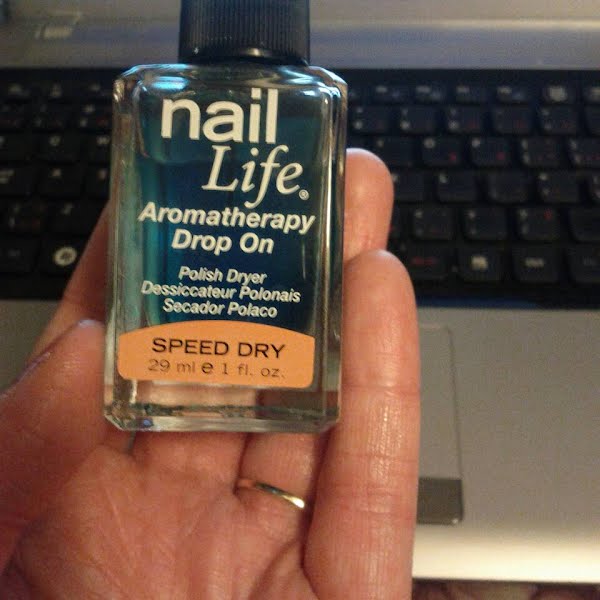 nail
Life®
Aromatherapy
Drop On
Polish Dryer
Dessiccateur Polonais
Secador Polaco
SPEED DRY
29 ml e 1 fl. oz.